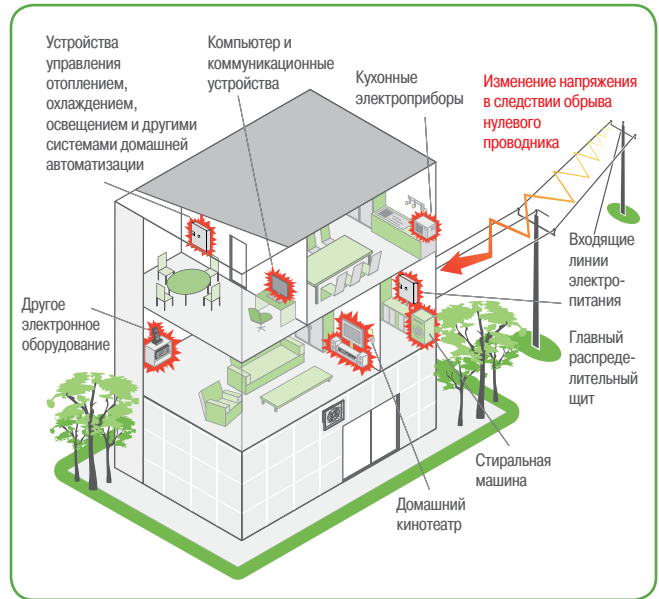 Устройства
управления
отоплением,
охлаждением,
освещением и другими
системами домашней
автоматизации
Компьютер и
коммуникационные
устройства
Кухонные
электроприборы
Изменение напряжения
в следствии обрыва
нулевого
проводника
Входящие
линии
электро-
питания
Главный
распреде-
лительный
щит
Другое
электронное
оборудование
Стиральная
машина
Домашний
кинотеатр